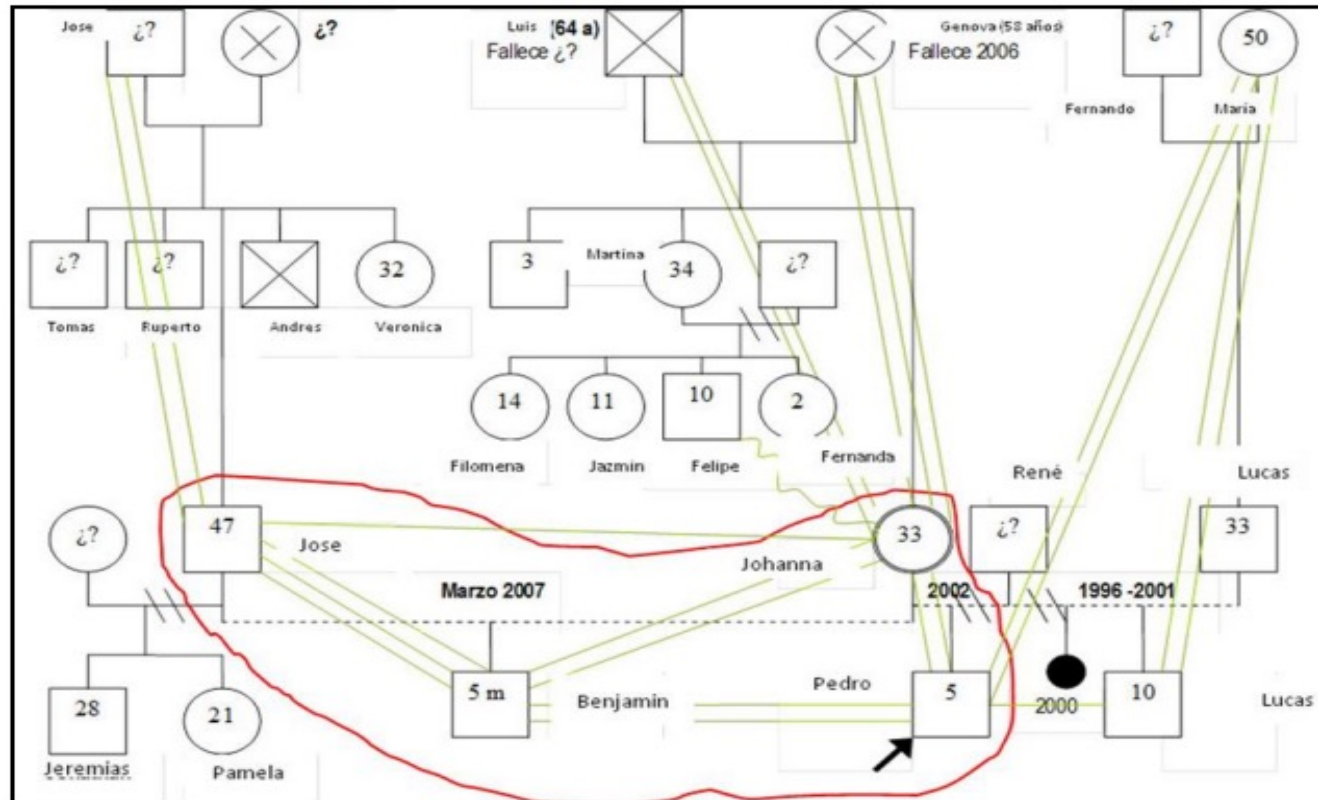 Jose
¿?
¿?
Luis (64 a)
Fallece ¿?
Genova (58 años)
Fallece 2006
¿?
50
Fernando
Maria
¿?
¿?
32
3
Martina
34
¿?
Tomas
Ruperto
Andres
Veronica
14
11
10
2
Filomena
Jazmin
Felipe
Fernanda
René
Lucas
¿?
47
Jose
Johanna
33
¿?
33
Marzo 2007
2002
1996 -2001
28
21
5 m
Benjamin
Pedro
5
2000
10
Lucas
Jeremias
Pamela